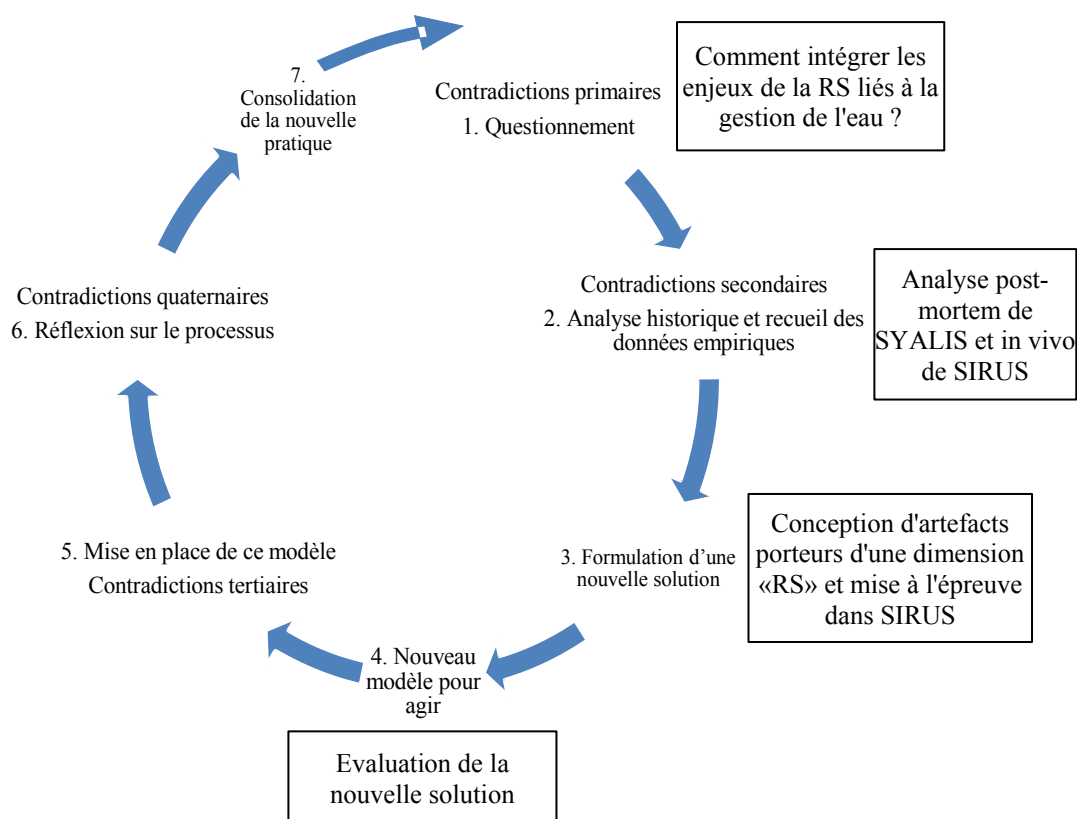 Contradictions primaires
1. Questionnement
Comment intégrer les
enjeux de la RS liés à la
gestion de l'eau ?
Contradictions secondaires
2. Analyse historique et recueil des
données empiriques
Analyse post-
mortem de
SYALIS et in vivo
de SIRUS
3. Formulation d’une
nouvelle solution
Conception d'artefacts
porteurs d'une dimension
«RS» et mise à l'épreuve
dans SIRUS
4. Nouveau
modèle pour
agir
Evaluation de la
nouvelle solution
5. Mise en place de ce modèle
Contradictions tertiaires
Contradictions quaternaires
6. Réflexion sur le processus
7.
Consolidation
de la nouvelle
pratique